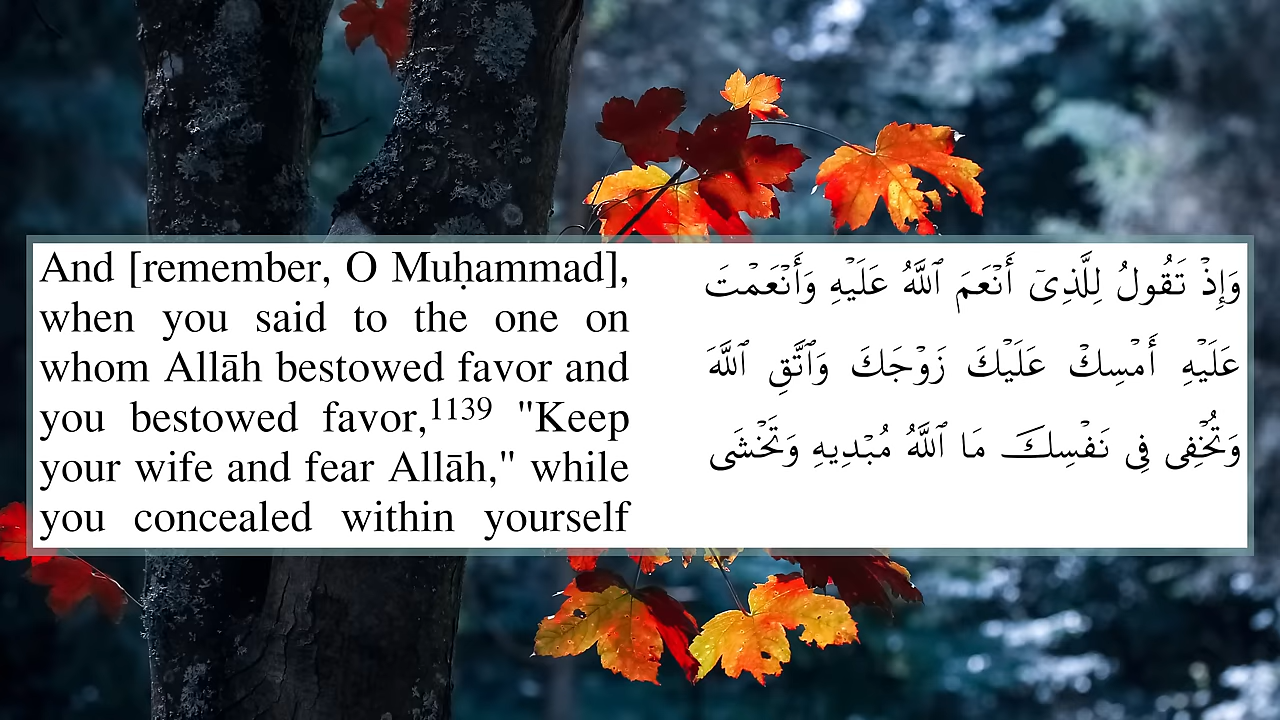 And [remember, O Muḥammad],
when you said to the one on
whom Allāh bestowed favor and
you bestowed favor,1139 "Keep
your wife and fear Allāh," while
you concealed within yourself
وَإِذْ تَقُولُ لِلَّذِىٓ أَنْعَمَ ٱللَّهُ عَلَيْهِ وَأَنْعَمْتَ
عَلَيْهِ أَمْسِكْ عَلَيْكَ زَوْجَكَ وَٱتَّقِ ٱللَّهَ
وَتُخْفِى فِى نَفْسِكَ مَا ٱللَّهُ مُبْدِيهِ وَتَخْشَى